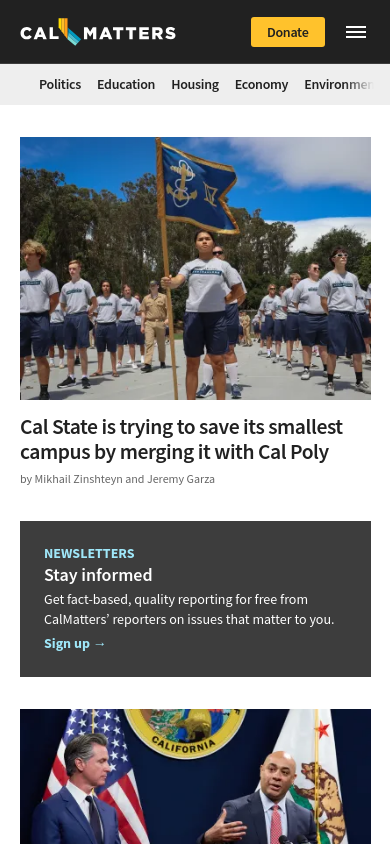 CAL MATTERS
Donate
Politics Education Housing Economy Environmen
Cal State is trying to save its smallest
campus by merging it with Cal Poly
by Mikhail Zinshteyn and Jeremy Garza
NEWSLETTERS
Stay informed
Get fact-based, quality reporting for free from
CalMatters’ reporters on issues that matter to you.
Sign up →
CALIFORNIA